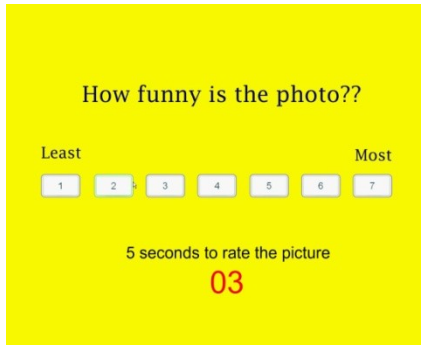 How funny is the photo??
Least
Most
1 2 3 4 5 6 7
5 seconds to rate the picture
03